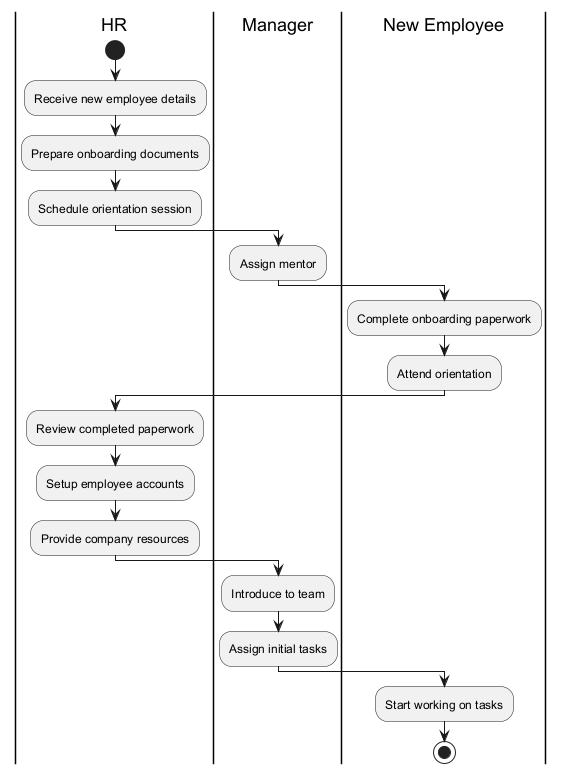 HR
Manager
New Employee
Receive new employee details
Prepare onboarding documents
Schedule orientation session
Assign mentor
Complete onboarding paperwork
Attend orientation
Review completed paperwork
Setup employee accounts
Provide company resources
Introduce to team
Assign initial tasks
Start working on tasks